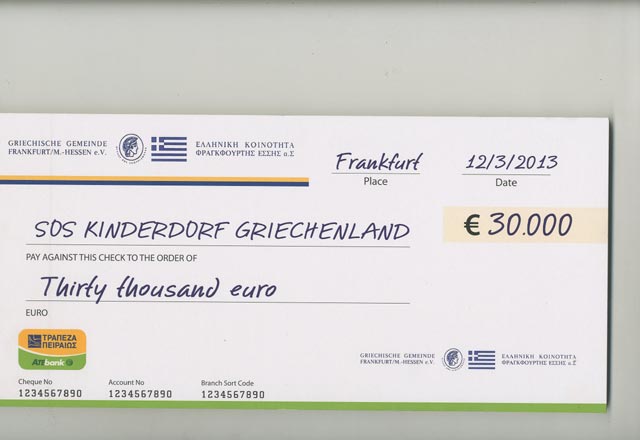 GRIECHISCHE GEMEINDE
FRANKFURT/M.-HESSEN e.V.
ΕΛΛΗΝΙΚΗ ΚΟΙΝΟΤΗΤΑ
ΦΡΑΓΚΦΟΥΡΤΗΣ ΕΣΣΗΣ α.Σ
Frankfurt 12/3/2013
Place Date
SOS KINDERDORF GRIECHENLAND € 30.000
PAY AGAINST THIS CHECK TO THE ORDER OF
Thirty thousand euro
EURO
ΤΡΑΠΕΖΑ
ΠΕΙΡΑΙΩΣ
ATEbank
GRIECHISCHE GEMEINDE
FRANKFURT/M.-HESSEN e.V.
ΕΛΛΗΝΙΚΗ ΚΟΙΝΟΤΗΤΑ
ΦΡΑΓΚΦΟΥΡΤΗΣ ΕΣΣΗΣ α.Σ
Cheque No Account No Branch Sort Code
1234567890 1234567890 1234567890